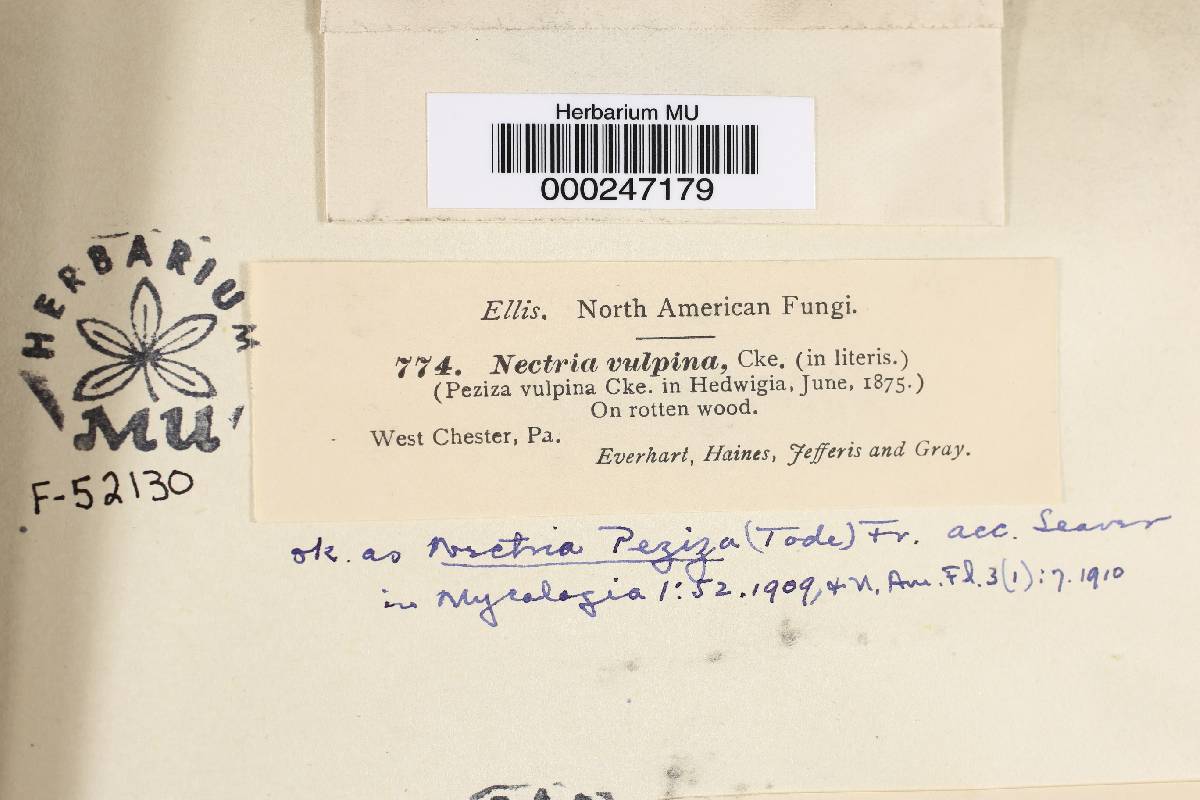 Herbarium MU
000247179
HERBARIUM
MU
F-52130
Ellis. North American Fungi.
774. Nectria vulpina, Cke. (in literis.)
(Peziza vulpina Cke. in Hedwigia, June, 1875.)
On rotten wood.
West Chester, Pa.
Everhart, Haines, Jefferis and Gray.
ok. as Nectria Peziza (Tode) Fr. acc. Seaver
in Mycologia 1:52. 1909, & N. Am. Fl. 3(1):7. 1910